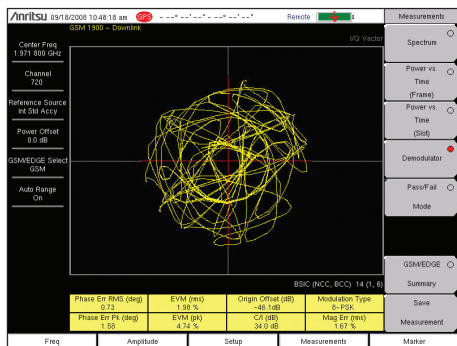 Anritsu 09/18/2008 10:48:18 am GPS - --°--'--" - --°--'--" Remote
Measurements
GSM 1900 - Downlink
I/Q Vector
Center Freq
1.971 800 GHz
Channel
720
Reference Source
Int Std Accy
Power Offset
0.0 dB
GSM/EDGE Select
GSM
Auto Range
On
Spectrum
Power vs.
Time
(Frame)
Power vs.
Time
(Slot)
Demodulator
Pass/Fail
Mode
GSM/EDGE
Summary
Save
Measurement
BSIC (NCC, BCC) 14 (1, 6)
Phase Err RMS (deg) EVM (rms) Origin Offset (dB) Modulation Type
0.73 1.98 % -46.1dB 8-PSK
Phase Err Pk (deg) EVM (pk) C/I (dB) Mag Err (rms)
1.58 4.74 % 34.0 dB 1.67 %
Freq Amplitude Setup Measurements Marker